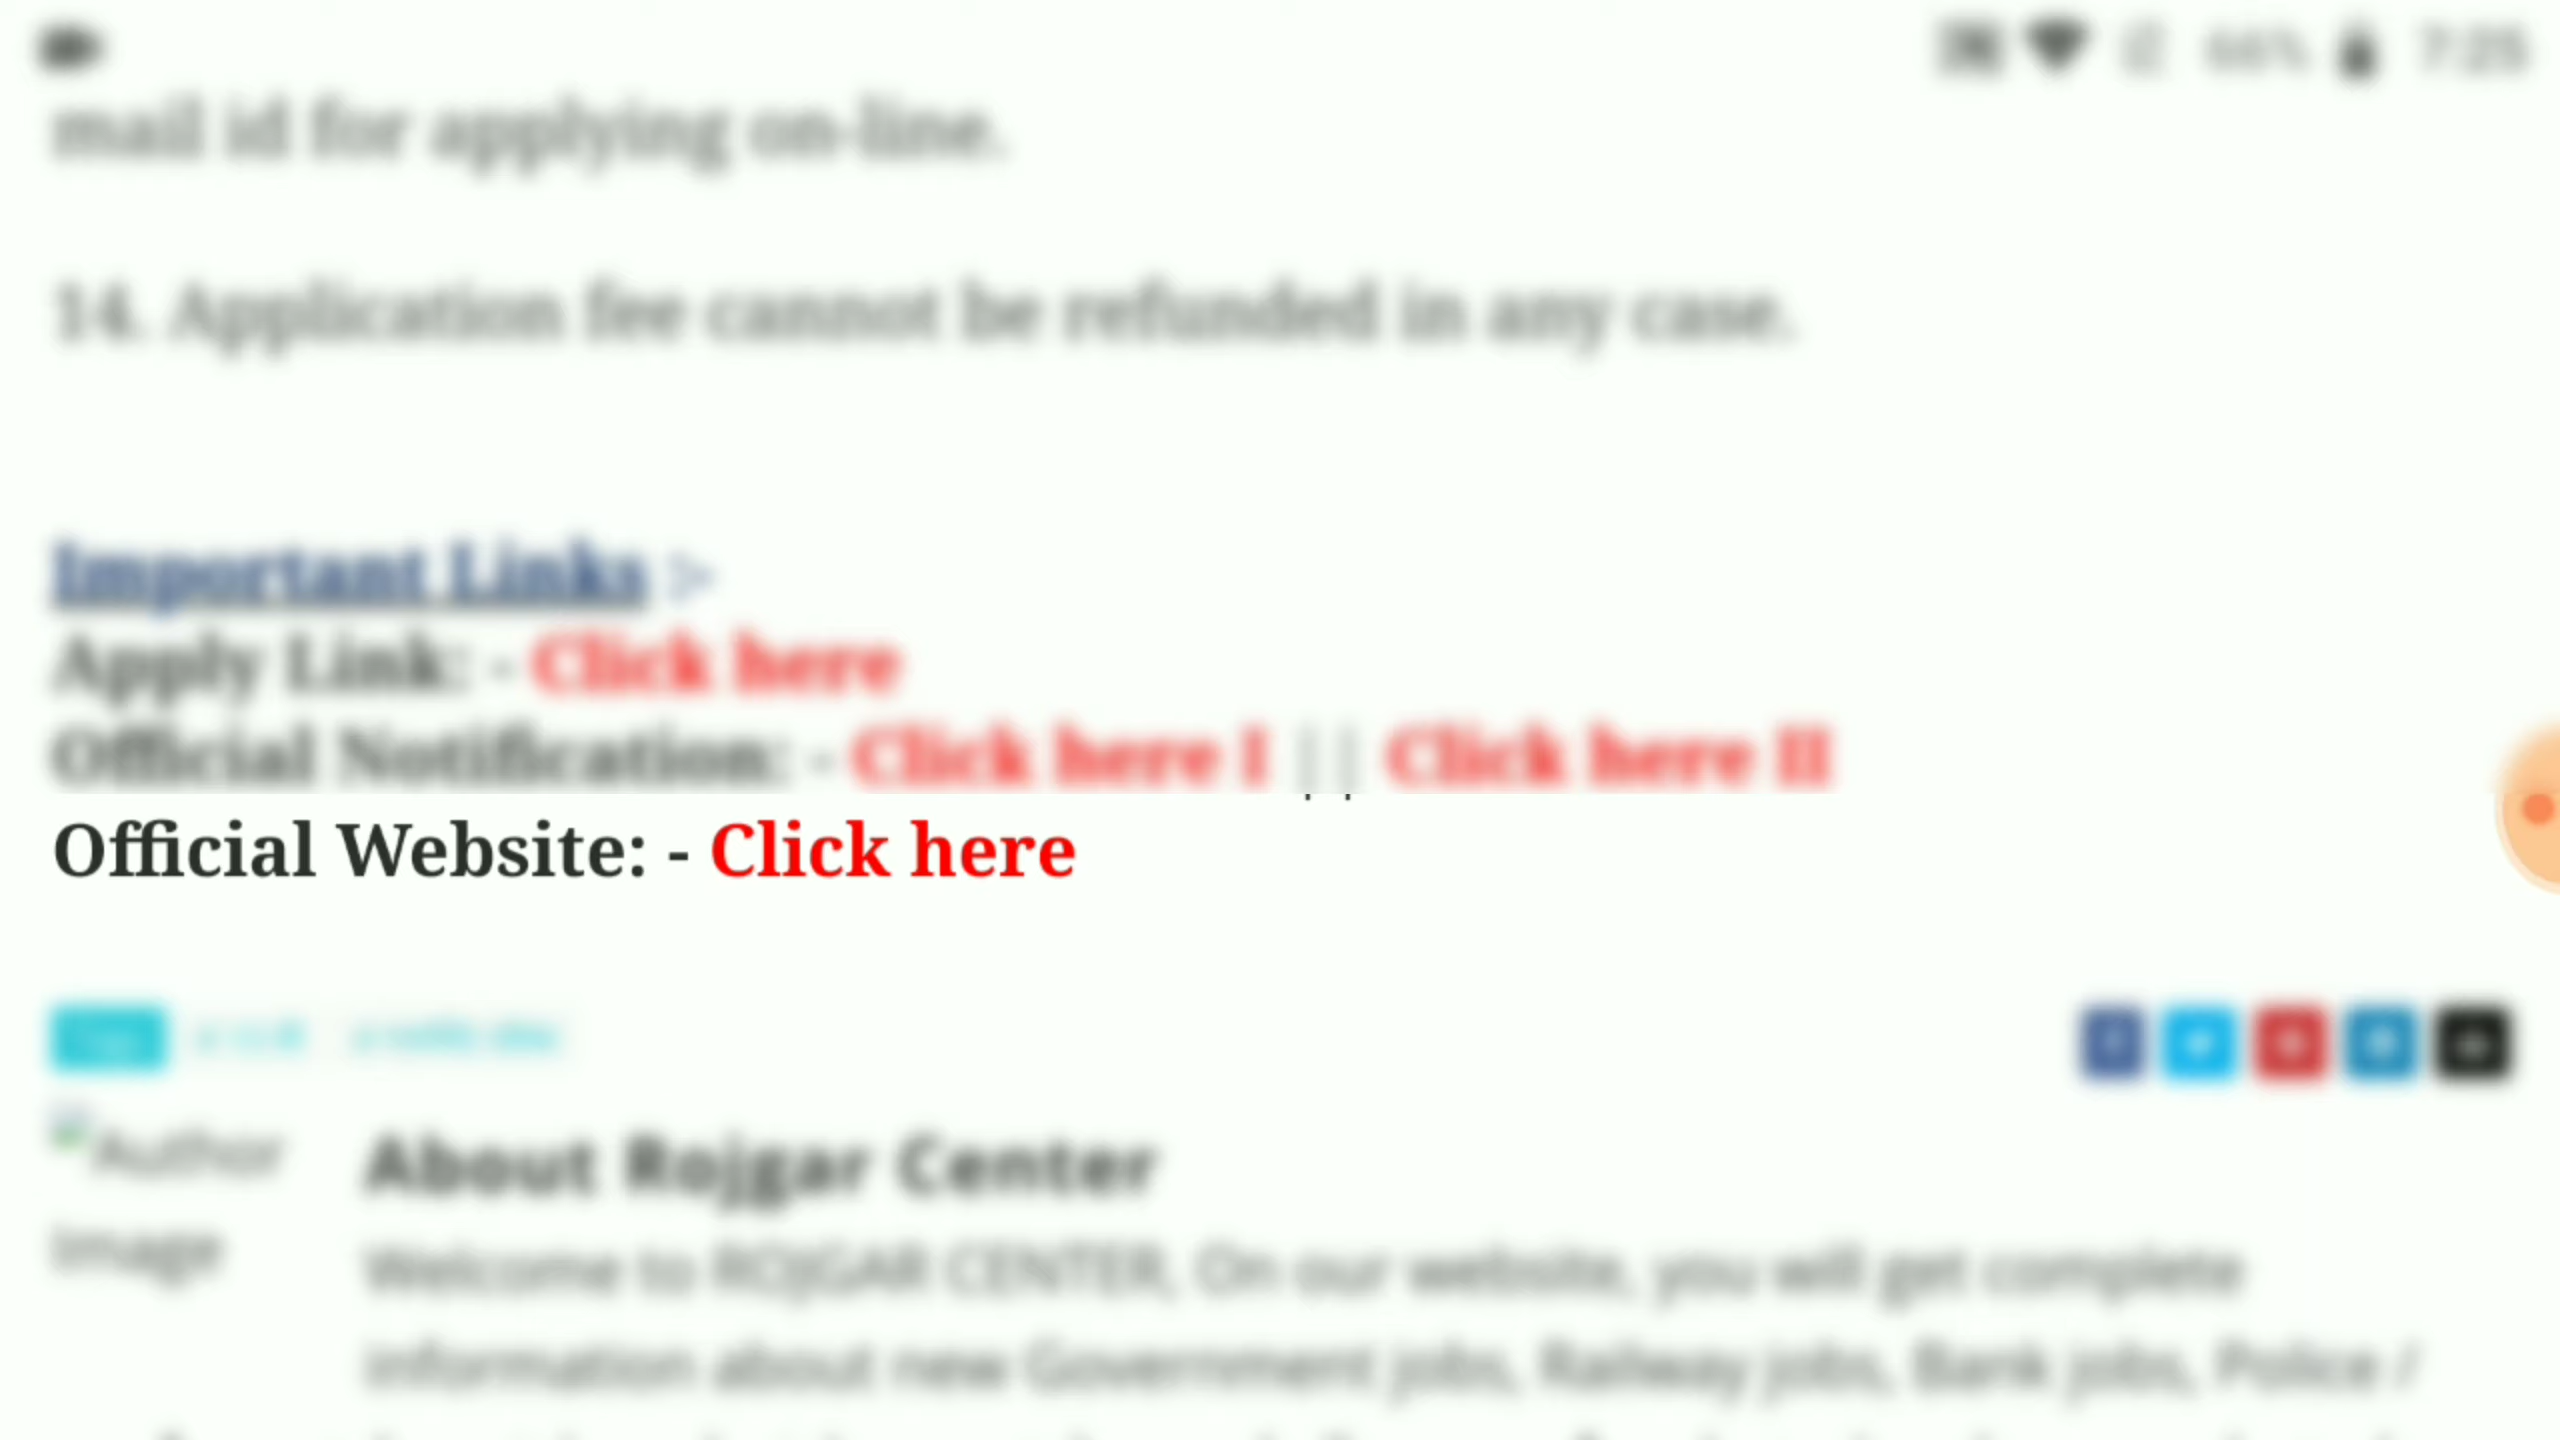 mail id for applying on-line.
14. Application fee cannot be refunded in any case.
Important Links :-
Apply Link: - Click here
Official Notification: - Click here I || Click here II
Official Website: - Click here
Author
Image
About Rojgar Center
Welcome to ROJGAR CENTER, On our website, you will get complete
information about new Government jobs, Railway jobs, Bank jobs, Police /